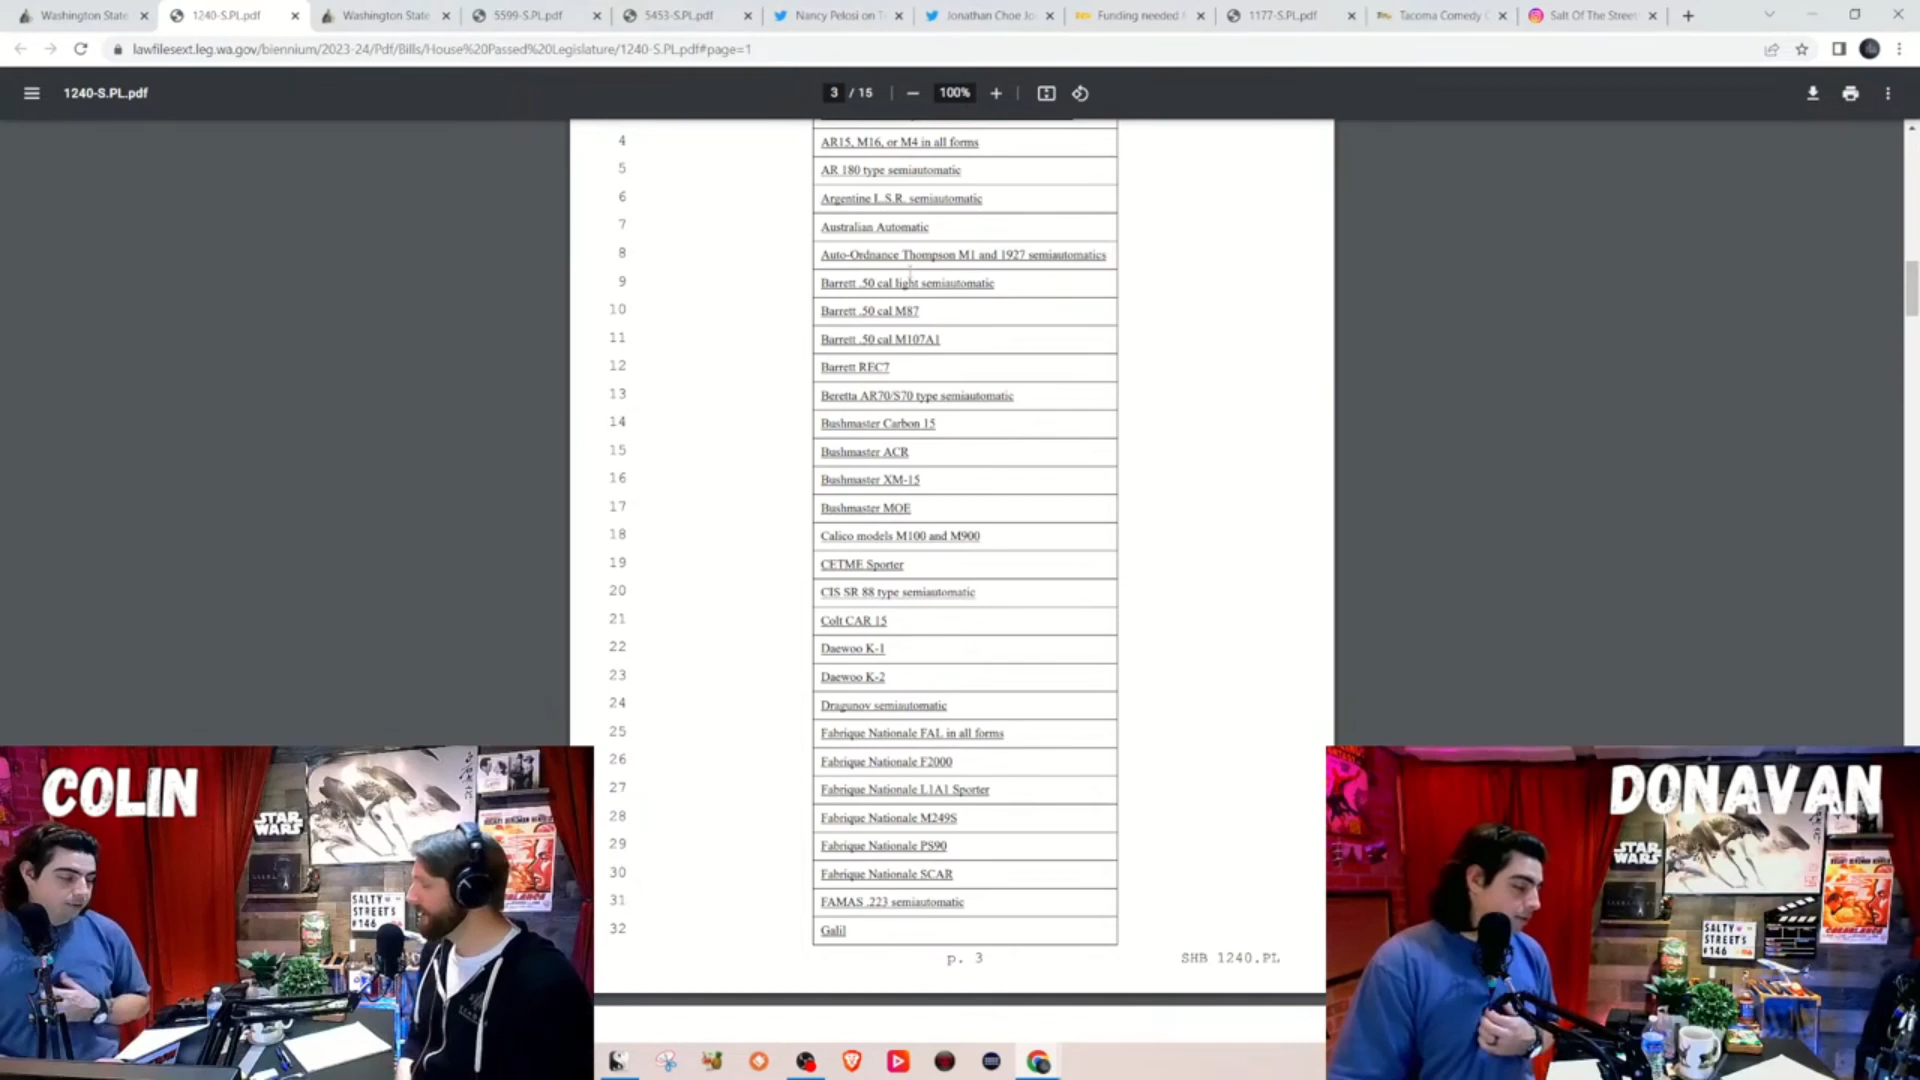 Washington State
1240-S.PL.pdf
Washington State
5599-S.PL.pdf
5453-S.PL.pdf
Nancy Pelosi on T
Jonathan Choe Jo
Funding needed
1177-S.PL.pdf
Tacoma Comedy C
Salt Of The Street
lawfilesext.leg.wa.gov/biennium/2023-24/Pdf/Bills/House%20Passed%20Legislature/1240-S.PL.pdf#page=1
1240-S.PL.pdf
3 / 15
100%
4 AR15, M16, or M4 in all forms
5 AR 180 type semiautomatic
6 Argentine L.S.R. semiautomatic
7 Australian Automatic
8 Auto-Ordnance Thompson M1 and 1927 semiautomatics
9 Barrett .50 cal light semiautomatic
10 Barrett .50 cal M87
11 Barrett .50 cal M107A1
12 Barrett REC7
13 Beretta AR70/S70 type semiautomatic
14 Bushmaster Carbon 15
15 Bushmaster ACR
16 Bushmaster XM-15
17 Bushmaster MOE
18 Calico models M100 and M900
19 CETME Sporter
20 CIS SR 88 type semiautomatic
21 Colt CAR 15
22 Daewoo K-1
23 Daewoo K-2
24 Dragunov semiautomatic
25 Fabrique Nationale FAL in all forms
26 Fabrique Nationale F2000
27 Fabrique Nationale L1A1 Sporter
28 Fabrique Nationale M249S
29 Fabrique Nationale PS90
30 Fabrique Nationale SCAR
31 FAMAS .223 semiautomatic
32 Galil
p. 3
SHB 1240.PL
COLIN
STAR
WARS
SALTY
STREETS
#146
DONAVAN
STAR
WARS
CASABLANCA
SALTY
STREETS
#146